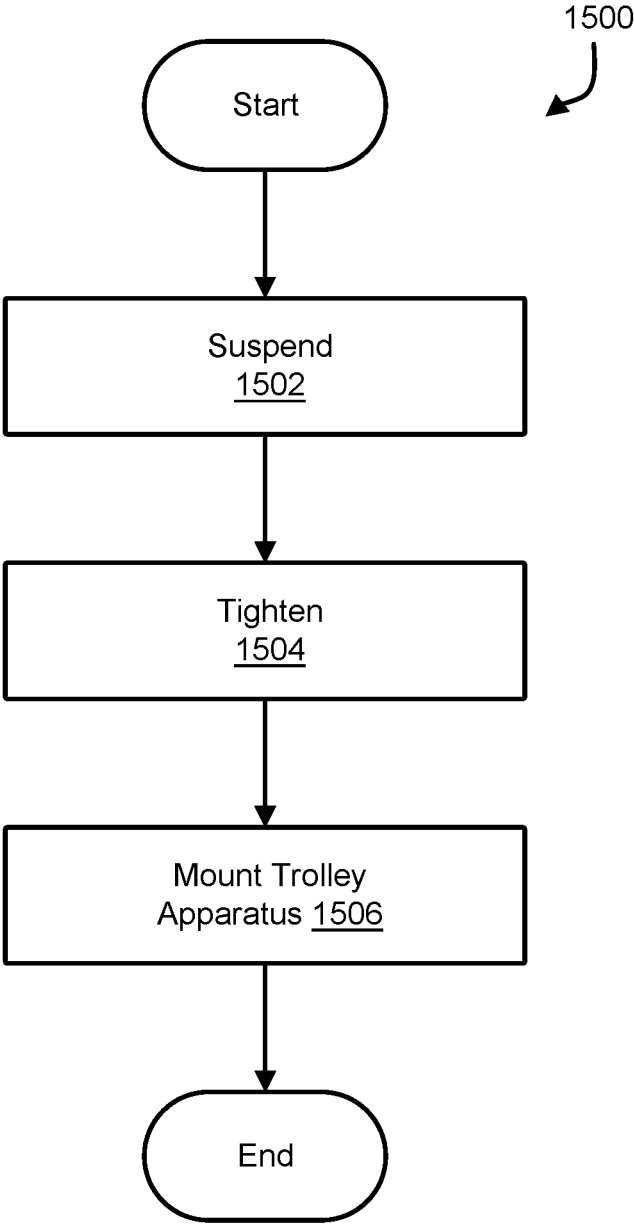 1500
Start
Suspend
1502
Tighten
1504
Mount Trolley
Apparatus 1506
End